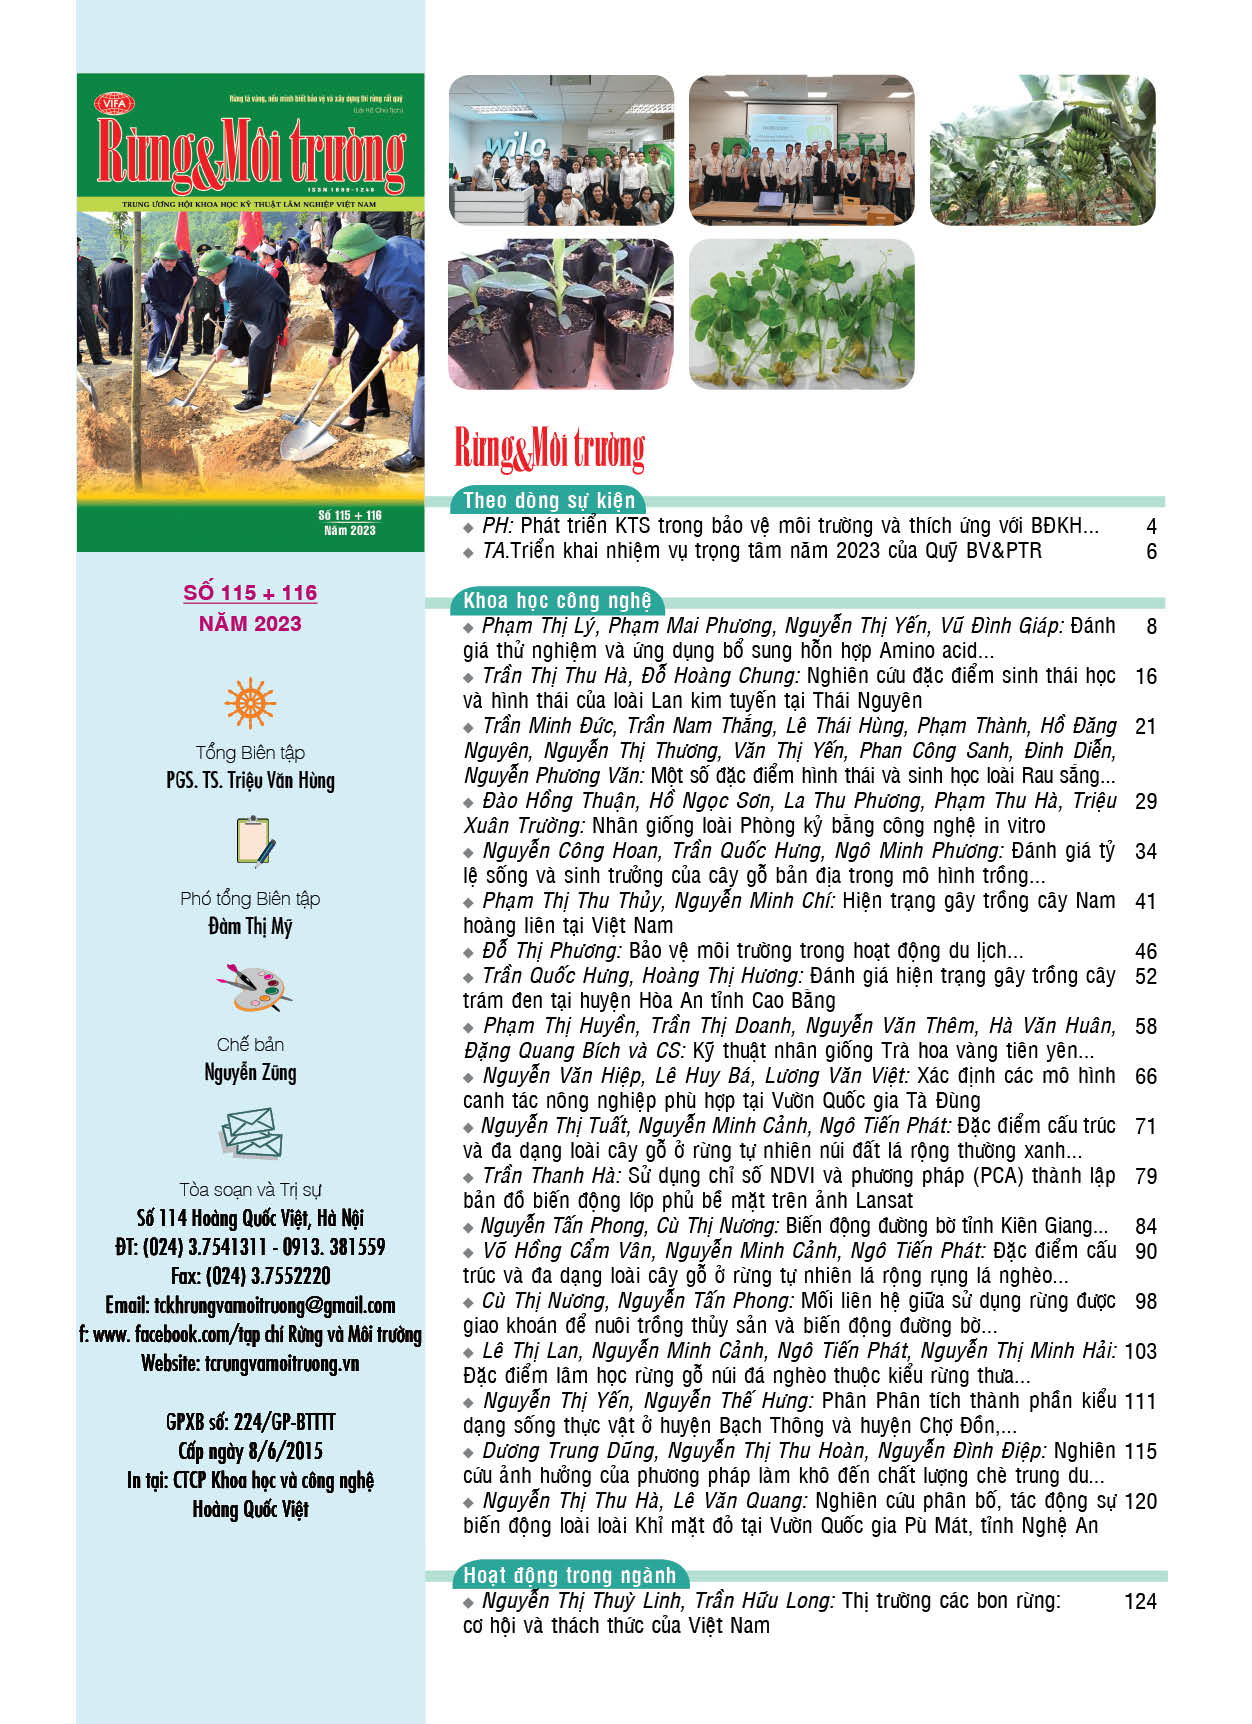 VIFA
Rừng là vàng, nếu mình biết bảo vệ và xây dựng thì rừng rất quý
(Lời Hồ Chủ Tịch)
Rừng&Môi trường
ISSN 1859-1248
TRUNG ƯƠNG HỘI KHOA HỌC KỸ THUẬT LÂM NGHIỆP VIỆT NAM
Số 115 + 116
Năm 2023
SỐ 115 + 116
NĂM 2023
Tổng Biên tập
PGS. TS. Triệu Văn Hùng
Phó tổng Biên tập
Đàm Thị Mỹ
Chế bản
Nguyễn Zũng
Tòa soạn và Trị sự
Số 114 Hoàng Quốc Việt, Hà Nội
ĐT: (024) 3.7541311 - 0913. 381559
Fax: (024) 3.7552220
Email: tckhrungvamoitruong@gmail.com
f: www. facebook.com/tạp chí Rừng và Môi trường
Website: tcrungvamoitruong.vn
GPXB số: 224/GP-BTTTT
Cấp ngày 8/6/2015
In tại: CTCP Khoa học và công nghệ
Hoàng Quốc Việt
wilo
Rừng&Môi trường
Theo dòng sự kiện
◆ PH: Phát triển KTS trong bảo vệ môi trường và thích ứng với BĐKH... 4
◆ TA.Triển khai nhiệm vụ trọng tâm năm 2023 của Quỹ BV&PTR 6
Khoa học công nghệ
◆ Phạm Thị Lý, Phạm Mai Phương, Nguyễn Thị Yến, Vũ Đình Giáp: Đánh 8
giá thử nghiệm và ứng dụng bổ sung hỗn hợp Amino acid...
◆ Trần Thị Thu Hà, Đỗ Hoàng Chung: Nghiên cứu đặc điểm sinh thái học 16
và hình thái của loài Lan kim tuyến tại Thái Nguyên
◆ Trần Minh Đức, Trần Nam Thắng, Lê Thái Hùng, Phạm Thành, Hồ Đăng 21
Nguyên, Nguyễn Thị Thương, Văn Thị Yến, Phan Công Sanh, Đinh Diễn,
Nguyễn Phương Văn: Một số đặc điểm hình thái và sinh học loài Rau sắng...
◆ Đào Hồng Thuận, Hồ Ngọc Sơn, La Thu Phương, Phạm Thu Hà, Triệu 29
Xuân Trường: Nhân giống loài Phòng kỷ bằng công nghệ in vitro
◆ Nguyễn Công Hoan, Trần Quốc Hưng, Ngô Minh Phương: Đánh giá tỷ 34
lệ sống và sinh trưởng của cây gỗ bản địa trong mô hình trồng...
◆ Phạm Thị Thu Thủy, Nguyễn Minh Chí: Hiện trạng gây trồng cây Nam 41
hoàng liên tại Việt Nam
◆ Đỗ Thị Phương: Bảo vệ môi trường trong hoạt động du lịch... 46
◆ Trần Quốc Hưng, Hoàng Thị Hương: Đánh giá hiện trạng gây trồng cây 52
trám đen tại huyện Hòa An tỉnh Cao Bằng
◆ Phạm Thị Huyền, Trần Thị Doanh, Nguyễn Văn Thêm, Hà Văn Huân, 58
Đặng Quang Bích và CS: Kỹ thuật nhân giống Trà hoa vàng tiên yên...
◆ Nguyễn Văn Hiệp, Lê Huy Bá, Lương Văn Việt: Xác định các mô hình 66
canh tác nông nghiệp phù hợp tại Vườn Quốc gia Tà Đùng
◆ Nguyễn Thị Tuất, Nguyễn Minh Cảnh, Ngô Tiến Phát: Đặc điểm cấu trúc 71
và đa dạng loài cây gỗ ở rừng tự nhiên núi đất lá rộng thường xanh...
◆ Trần Thanh Hà: Sử dụng chỉ số NDVI và phương pháp (PCA) thành lập 79
bản đồ biến động lớp phủ bề mặt trên ảnh Lansat
◆ Nguyễn Tấn Phong, Cù Thị Nương: Biến động đường bờ tỉnh Kiên Giang... 84
◆ Võ Hồng Cẩm Vân, Nguyễn Minh Cảnh, Ngô Tiến Phát: Đặc điểm cấu 90
trúc và đa dạng loài cây gỗ ở rừng tự nhiên lá rộng rụng lá nghèo...
◆ Cù Thị Nương, Nguyễn Tấn Phong: Mối liên hệ giữa sử dụng rừng được 98
giao khoán để nuôi trồng thủy sản và biến động đường bờ...
◆ Lê Thị Lan, Nguyễn Minh Cảnh, Ngô Tiến Phát, Nguyễn Thị Minh Hải: 103
Đặc điểm lâm học rừng gỗ núi đá nghèo thuộc kiểu rừng thưa...
◆ Nguyễn Thị Yến, Nguyễn Thế Hưng: Phân Phân tích thành phần kiểu 111
dạng sống thực vật ở huyện Bạch Thông và huyện Chợ Đồn,...
◆ Dương Trung Dũng, Nguyễn Thị Thu Hoàn, Nguyễn Đình Điệp: Nghiên 115
cứu ảnh hưởng của phương pháp làm khô đến chất lượng chè trung du...
◆ Nguyễn Thị Thu Hà, Lê Văn Quang: Nghiên cứu phân bố, tác động sự 120
biến động loài loài Khỉ mặt đỏ tại Vườn Quốc gia Pù Mát, tỉnh Nghệ An
Hoạt động trong ngành
◆ Nguyễn Thị Thuỳ Linh, Trần Hữu Long: Thị trường các bon rừng: 124
cơ hội và thách thức của Việt Nam